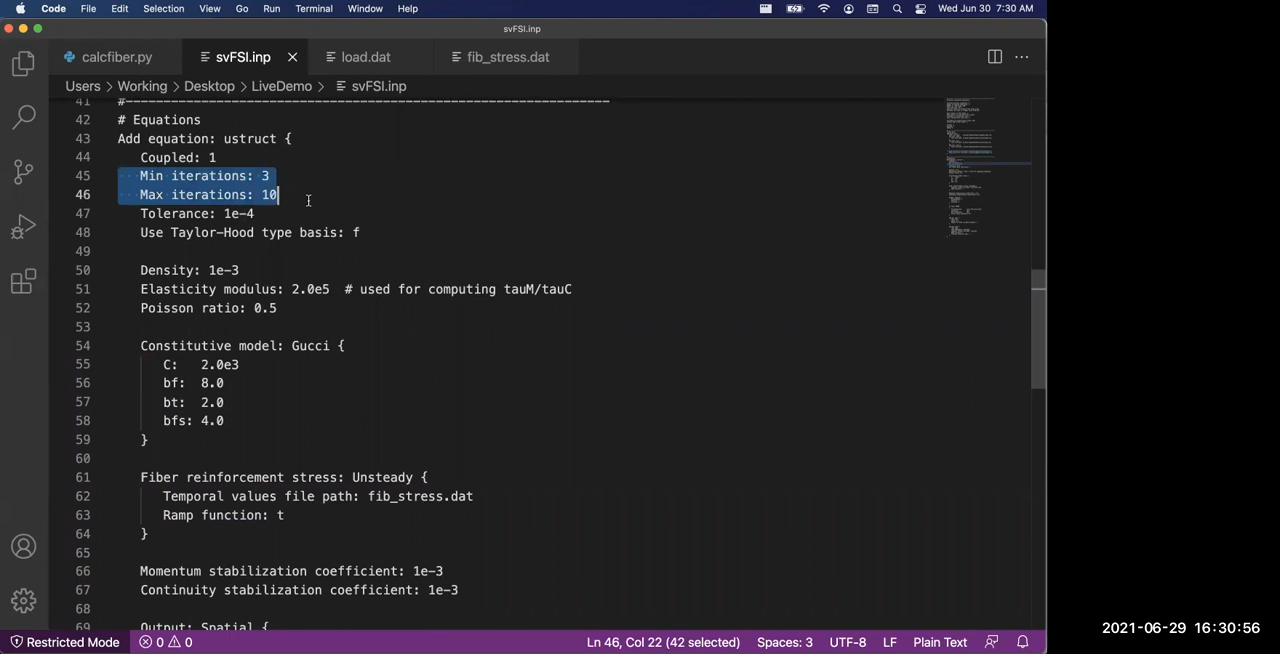 Code File Edit Selection View Go Run Terminal Window Help Wed Jun 30 7:30 AM
svFSI.inp
calcfiber.py svFSI.inp load.dat fib_stress.dat
Users > Working > Desktop > LiveDemo > svFSI.inp
41 #----------------------------------------------------------------
42 # Equations
43 Add equation: ustruct {
44 Coupled: 1
45 Min iterations: 3
46 Max iterations: 10
47 Tolerance: 1e-4
48 Use Taylor-Hood type basis: f
49
50 Density: 1e-3
51 Elasticity modulus: 2.0e5 # used for computing tauM/tauC
52 Poisson ratio: 0.5
53
54 Constitutive model: Gucci {
55 C: 2.0e3
56 bf: 8.0
57 bt: 2.0
58 bfs: 4.0
59 }
60
61 Fiber reinforcement stress: Unsteady {
62 Temporal values file path: fib_stress.dat
63 Ramp function: t
64 }
65
66 Momentum stabilization coefficient: 1e-3
67 Continuity stabilization coefficient: 1e-3
68
69 Output: Spatial {
Restricted Mode 0 0 Ln 46, Col 22 (42 selected) Spaces: 3 UTF-8 LF Plain Text
2021-06-29 16:30:56